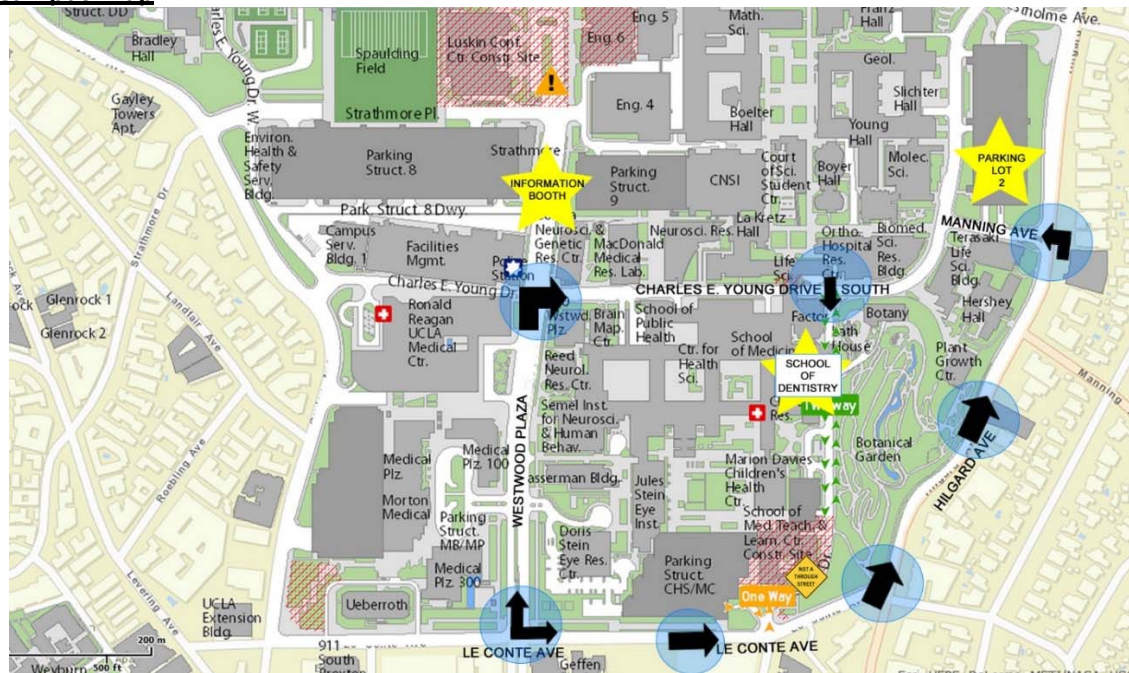 Struct. DD
Bradley
Hall
Gayley
Towers
Apt.
Charles E. Young Dr. W.
Environ.
Health &
Safety
Serv.
Bldg.
Spaulding
Field
Strathmore Pl.
Luskin Conf.
Ctr. Constr. Site
Eng. 5
Eng. 6
Eng. 4
Math.
Sci.
Boelter
Hall
Franz
Hall
Geol.
Slichter
Hall
Young
Hall
Molec.
Sci.
Boyer
Hall
Court
of Sci.
Student
Ctr.
Parking
Struct. 8
Strathmore
INFORMATION
BOOTH
Parking
Struct.
9
CNSI
PARKING
LOT
2
Park. Struct. 8 Dwy.
Campus
Serv.
Bldg. 1
Facilities
Mgmt.
Police
Station
Neurosci. &
Genetic
Res. Ctr.
MacDonald
Medical
Res. Lab.
Neurosci. Res.
La Kretz
Hall
Life
Sci.
Ortho.
Hospital
Res.
Ctr.
Biomed.
Sci.
Res.
Bldg.
MANNING AVE
Terasaki
Life
Sci.
Bldg.
Hershey
Hall
Charles E. Young Dr.
CHARLES E. YOUNG DRIVE SOUTH
Strathmore Dr
Glenrock 1
Glenrock 2
Landfair Ave
Ronald
Reagan
UCLA
Medical
Ctr.
Wstwd.
Plz.
Brain
Map.
Ctr.
School of
Public
Health
Factor
Botany
School
of Medicine
SCHOOL
OF
DENTISTRY
Plant
Growth
Ctr.
Manning
Reed
Neurol.
Res. Ctr.
Ctr. for
Health
Sci.
Res.
Semel Inst.
for Neurosci.
& Human
Behav.
Botanical
Garden
HILGARD AVE
Roebling Ave
WESTWOOD PLAZA
Medical
Plz.
Morton
Medical
Medical
Plz. 100
Marion Davies
Children's
Health
Ctr.
Jules
Stein
Eye
Inst.
School of
Med Teach. &
Learn. Ctr.
Constr. Site
Dr.
Parking
Struct.
MB/MP
Doris
Stein
Eye Res.
Ctr.
Parking
Struct.
CHS/MC
NOT A
THROUGH
STREET
One Way
Medical
Plz. 300
Levering Ave
UCLA
Extension
Bldg.
Ueberroth
LE CONTE AVE
LE CONTE AVE
200 m
500 ft
Weyburn
911
South
Geffen